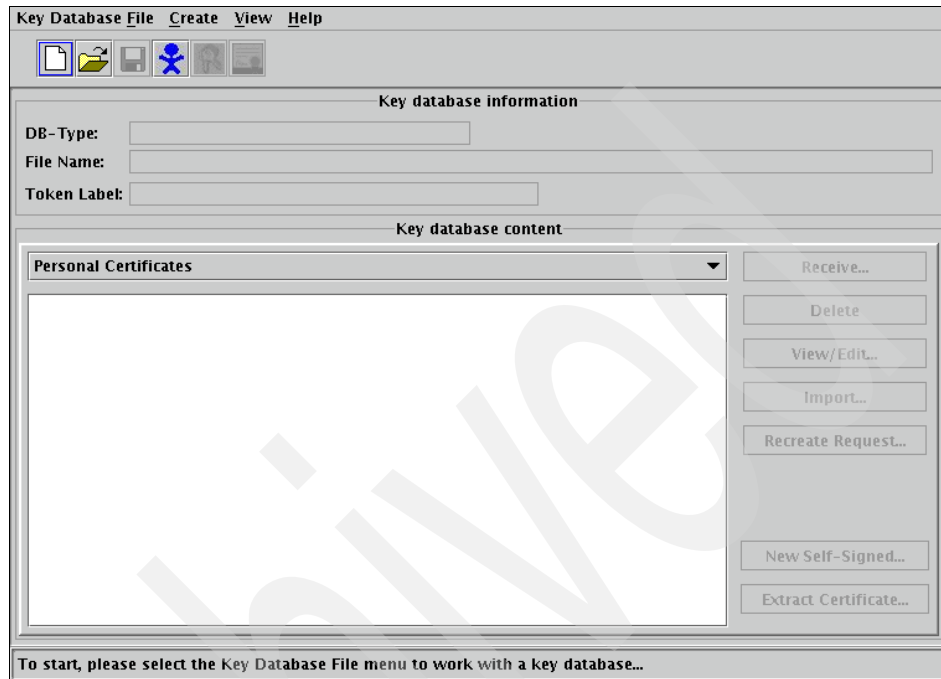 Key Database File Create View Help
Key database information
DB-Type:
File Name:
Token Label:
Key database content
Personal Certificates
Receive...
Delete
View/Edit...
Import...
Recreate Request...
New Self-Signed...
Extract Certificate...
To start, please select the Key Database File menu to work with a key database...
hived